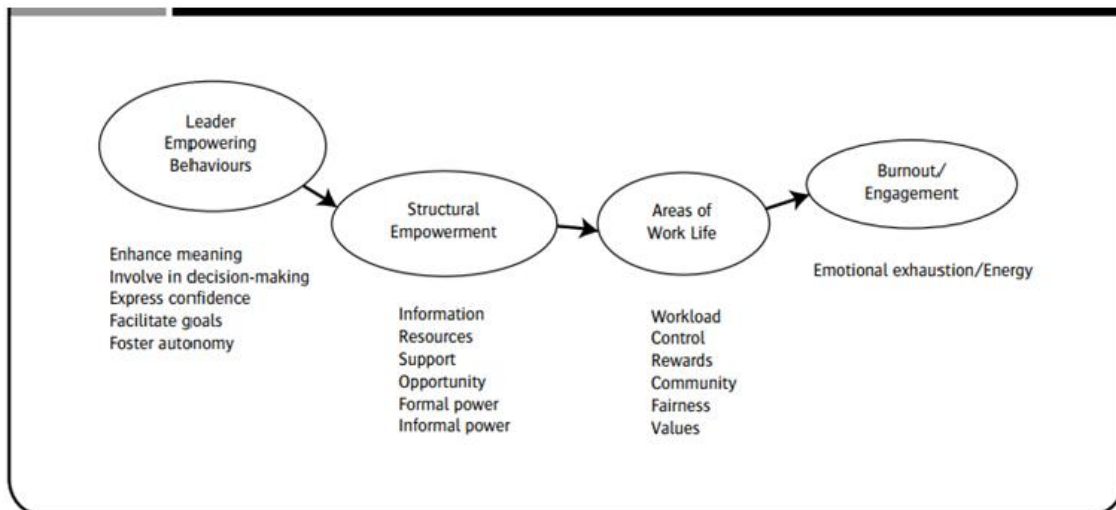 Leader
Empowering
Behaviours
Enhance meaning
Involve in decision-making
Express confidence
Facilitate goals
Foster autonomy
Structural
Empowerment
Information
Resources
Support
Opportunity
Formal power
Informal power
Areas of
Work Life
Workload
Control
Rewards
Community
Fairness
Values
Burnout/
Engagement
Emotional exhaustion/Energy